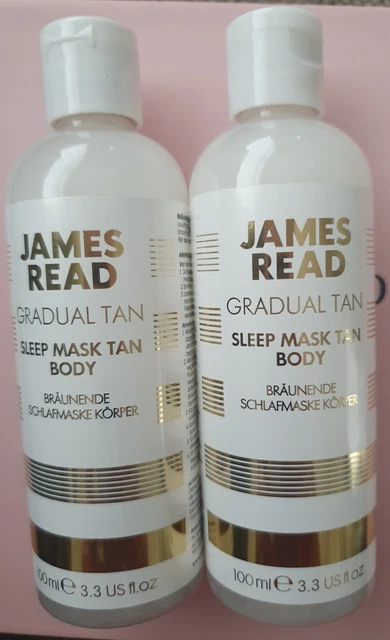 JAMES
READ
GRADUAL TAN
SLEEP MASK TAN
BODY
BRÄUNENDE
SCHLAFMASKE KÖRPER
100ml e 3.3 US fl.oz
JAMES
READ
GRADUAL TAN
SLEEP MASK TAN
BODY
BRÄUNENDE
SCHLAFMASKE KÖRPER
100ml e 3.3 US fl.oz